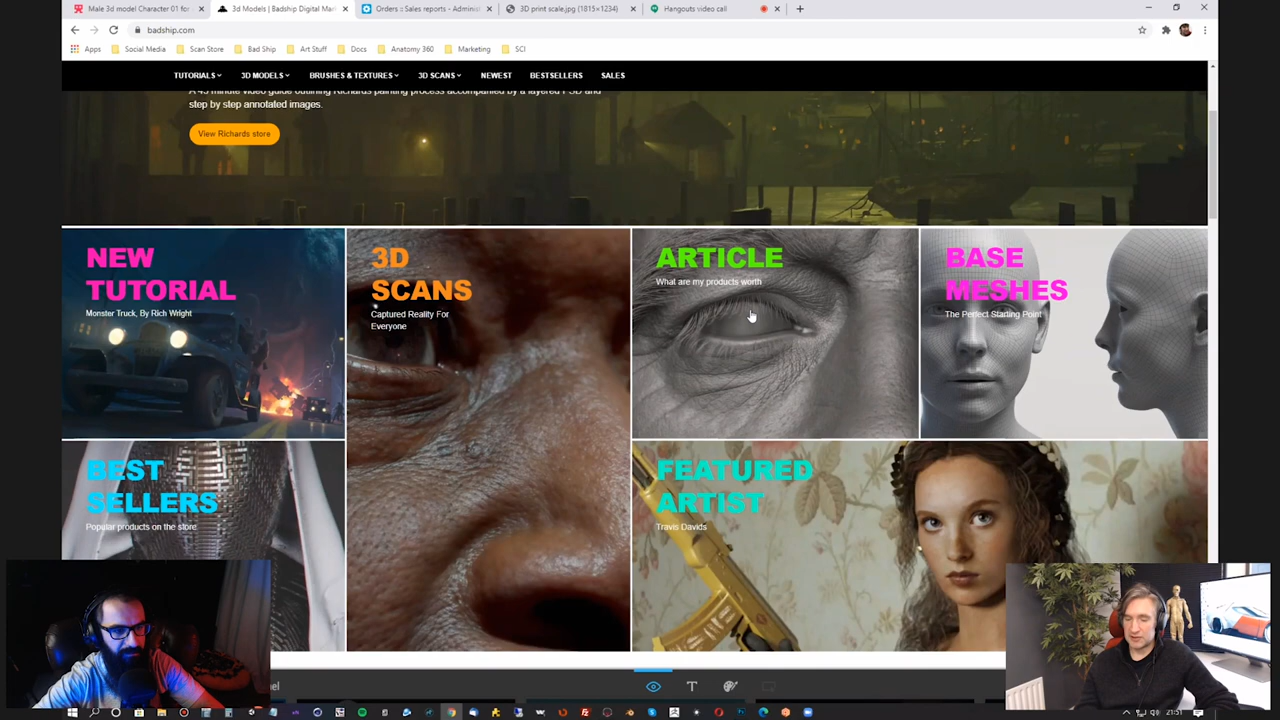 Male 3d model Character 01 for
3d Models | Badship Digital Mar
Orders :: Sales reports - Administ
3D print scale.jpg (1815×1234)
Hangouts video call
badship.com
Apps
Social Media
Scan Store
Bad Ship
Art Stuff
Docs
Anatomy 360
Marketing
SCI
TUTORIALS
3D MODELS
BRUSHES & TEXTURES
3D SCANS
NEWEST
BESTSELLERS
SALES
A 45 minute video guide outlining Richards painting process accompanied by a layered PSD and
step by step annotated images.
View Richards store
NEW
TUTORIAL
Monster Truck, By Rich Wright
3D
SCANS
Captured Reality For
Everyone
ARTICLE
What are my products worth
BASE
MESHES
The Perfect Starting Point
BEST
SELLERS
Popular products on the store
FEATURED
ARTIST
Travis Davids
nel
21:51